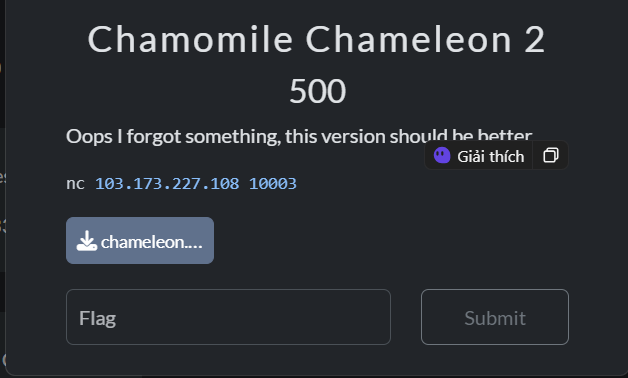 Chamomile Chameleon 2
500
Oops I forgot something, this version should be better
Giải thích
nc 103.173.227.108 10003
chameleon....
Flag
Submit